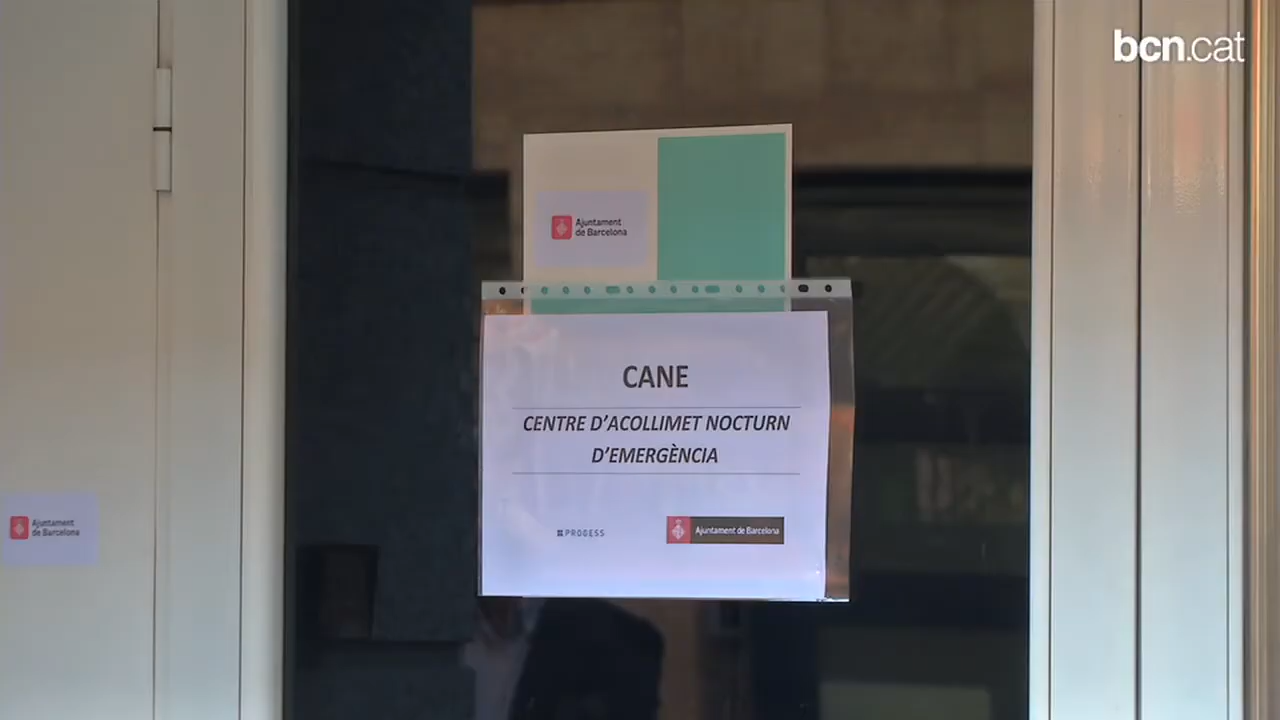 bcn.cat
Ajuntament
de Barcelona
CANE
CENTRE D'ACOLLIMET NOCTURN
D'EMERGÈNCIA
PROGESS
Ajuntament de Barcelona
Ajuntament
de Barcelona